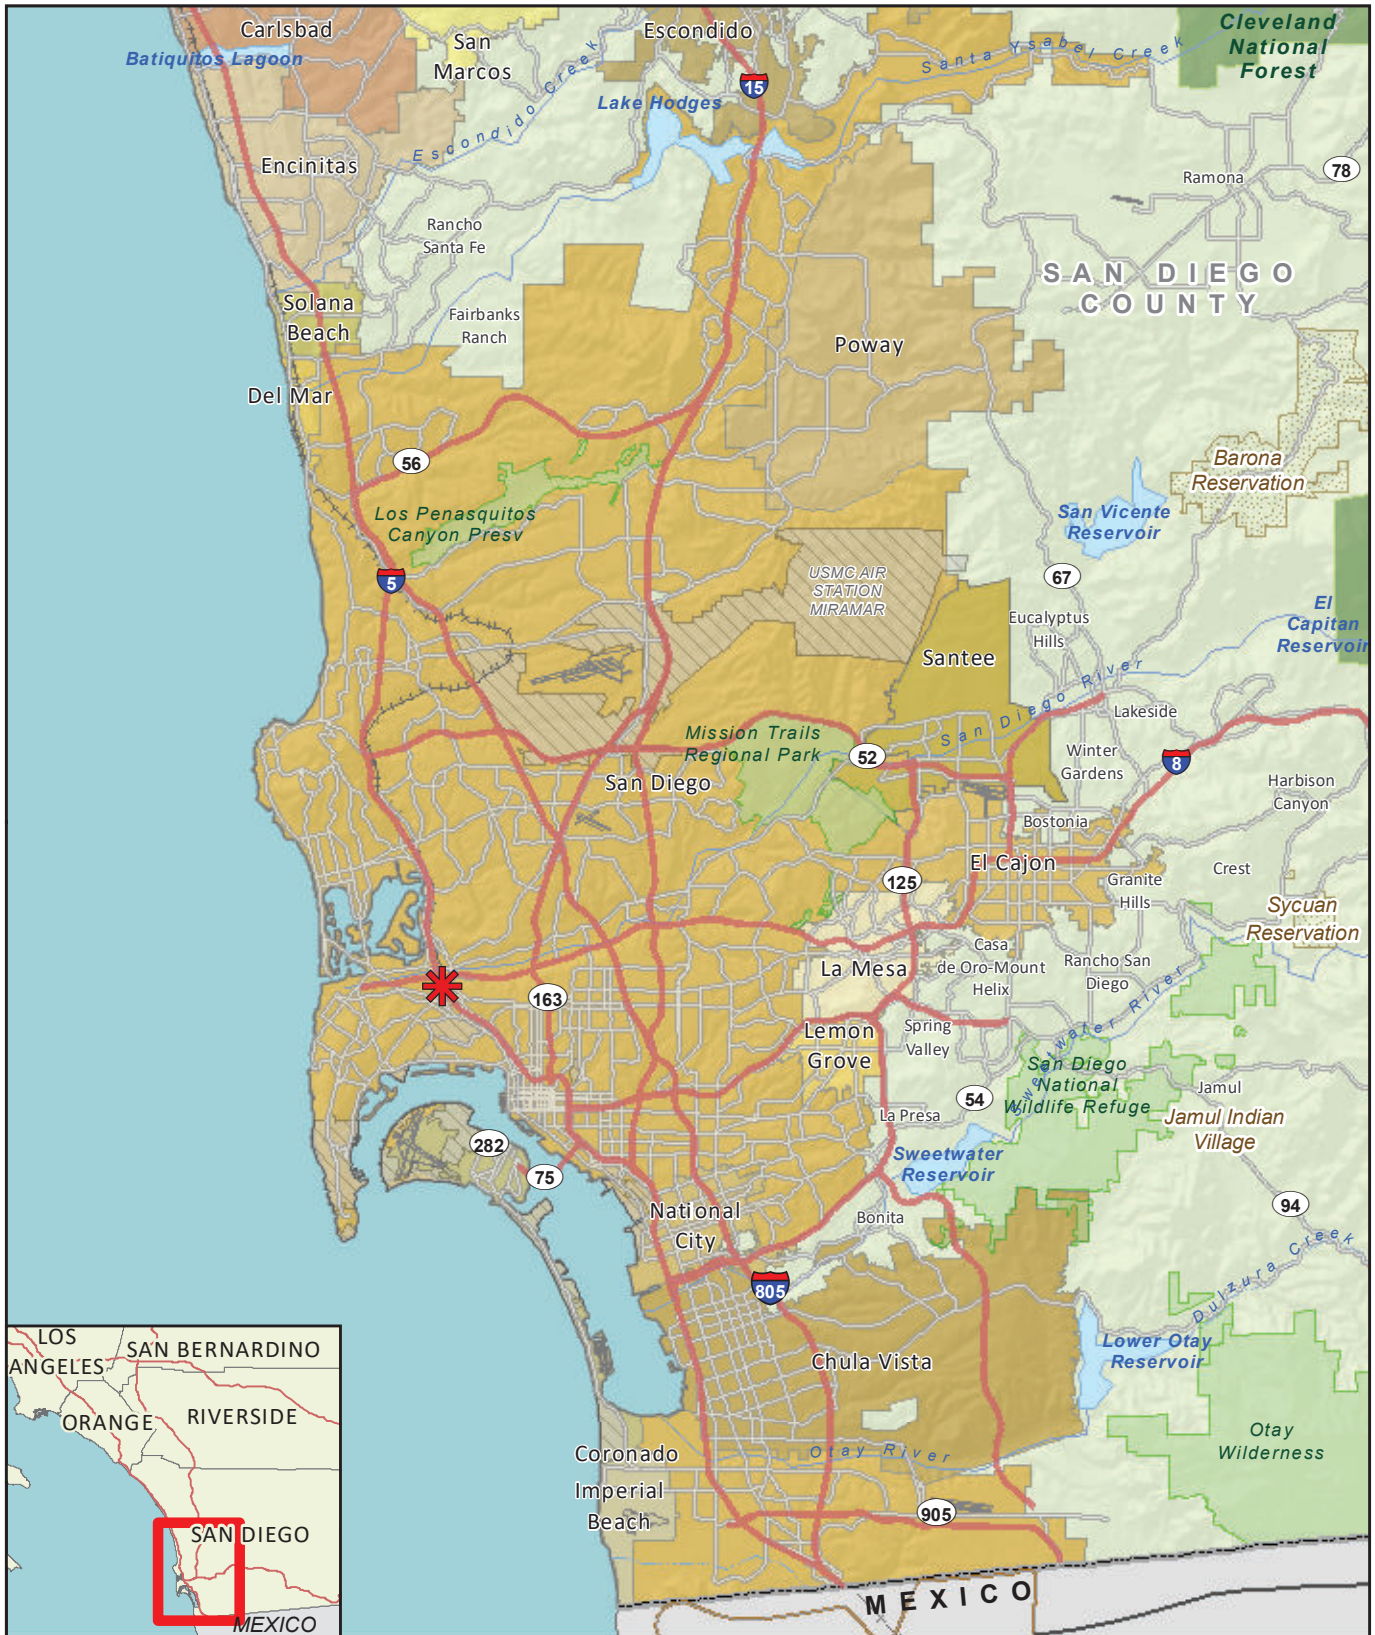 Carlsbad
Batiquitos Lagoon
San
Marcos
Escondido
Escondido Creek
Lake Hodges
15
Santa Ysabel Creek
Cleveland
National
Forest
Encinitas
Ramona
78
Rancho
Santa Fe
SAN DIEGO
COUNTY
Solana
Beach
Fairbanks
Ranch
Poway
Del Mar
56
Barona
Reservation
Los Penasquitos
Canyon Presv
San Vicente
Reservoir
5
USMC AIR
STATION
MIRAMAR
67
Eucalyptus
Hills
El
Capitan
Reservoir
Santee
San Diego River
Lakeside
Mission Trails
Regional Park
52
Winter
Gardens
8
San Diego
Harbison
Canyon
Bostonia
El Cajon
125
Granite
Hills
Crest
Sycuan
Reservation
La Mesa
Casa
de Oro-Mount
Helix
Rancho San
Diego
163
Lemon
Grove
Spring
Valley
Sweetwater River
San Diego
National
Wildlife Refuge
54
Jamul
La Presa
Jamul Indian
Village
282
75
Sweetwater
Reservoir
National
City
Bonita
94
Dulzura Creek
805
Lower Otay
Reservoir
Chula Vista
Otay
Wilderness
Coronado
Otay River
Imperial
Beach
905
MEXICO
LOS
ANGELES
SAN BERNARDINO
ORANGE
RIVERSIDE
SAN DIEGO
MEXICO